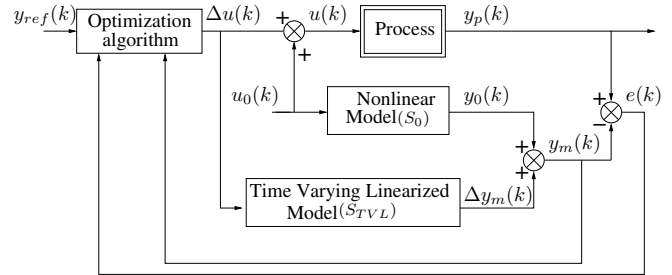 y_{ref}(k)
Optimization
algorithm
Δu(k)
u(k)
Process
y_p(k)
+
+
u_0(k)
Nonlinear
Model(S_0)
y_0(k)
+
−
e(k)
+
+
y_m(k)
Time Varying Linearized
Model(S_{TVL})
Δy_m(k)